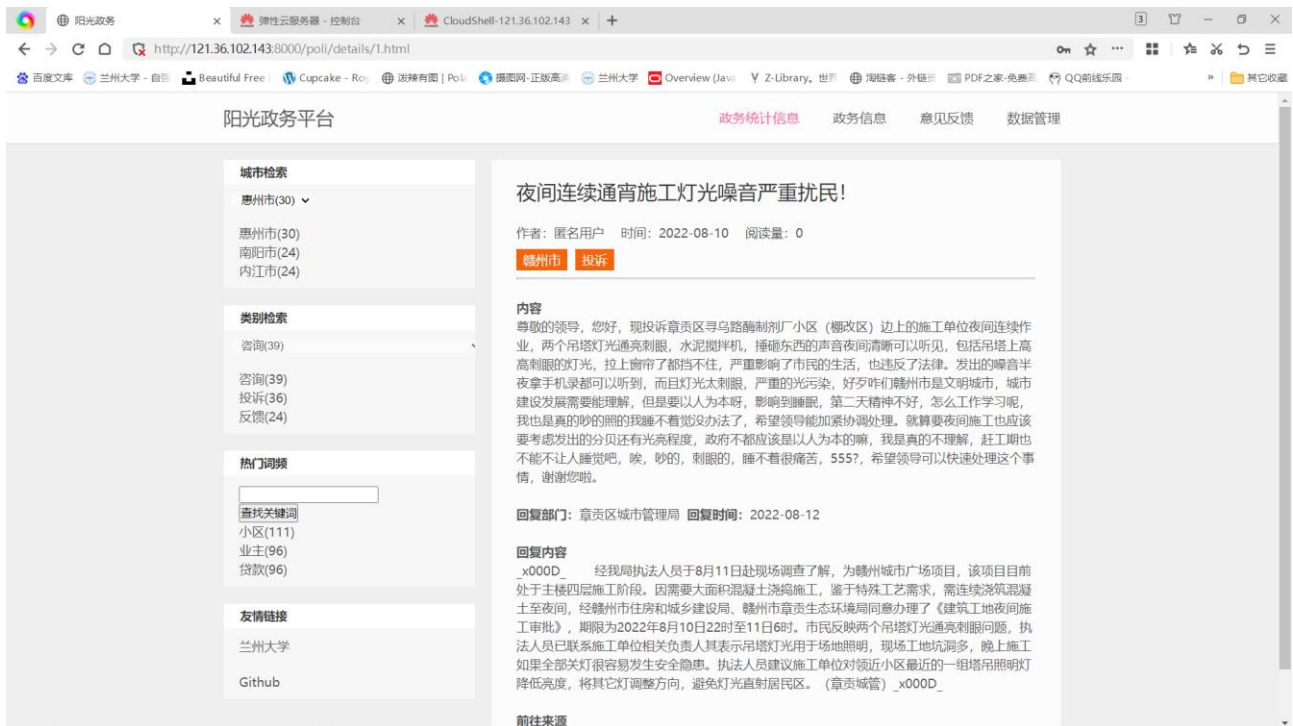 阳光政务
弹性云服务器 - 控制台
CloudShell-121.36.102.143
3
http://121.36.102.143:8000/poli/details/1.html
百度文库
兰州大学 - 自
Beautiful Free
Cupcake - Ro
泼辣有图 | Pol
摄图网-正版高
兰州大学
Overview (Jav
Z-Library。世
淘链客 - 外链
PDF之家-免费
QQ前线乐园 -
»
其它收藏
阳光政务平台
政务统计信息
政务信息
意见反馈
数据管理
城市检索
惠州市(30)
惠州市(30)
南阳市(24)
内江市(24)
类别检索
咨询(39)
咨询(39)
投诉(36)
反馈(24)
热门词频
查找关键词
小区(111)
业主(96)
贷款(96)
友情链接
兰州大学
Github
夜间连续通宵施工灯光噪音严重扰民！
作者：匿名用户 时间：2022-08-10 阅读量：0
赣州市 投诉
内容
尊敬的领导，您好，现投诉章贡区寻乌路酶制剂厂小区（棚改区）边上的施工单位夜间连续作
业，两个吊塔灯光通亮刺眼，水泥搅拌机，捶砸东西的声音夜间清晰可以听见，包括吊塔上高
高刺眼的灯光，拉上窗帘了都挡不住，严重影响了市民的生活，也违反了法律。发出的噪音半
夜拿手机录都可以听到，而且灯光太刺眼，严重的光污染，好歹咋们赣州市是文明城市，城市
建设发展需要能理解，但是要以人为本呀，影响到睡眠，第二天精神不好，怎么工作学习呢，
我也是真的吵的照的我睡不着觉没办法了，希望领导能加紧协调处理。就算要夜间施工也应该
要考虑发出的分贝还有光亮程度，政府不都应该是以人为本的嘛，我是真的不理解，赶工期也
不能不让人睡觉吧，唉，吵的，刺眼的，睡不着很痛苦，555?，希望领导可以快速处理这个事
情，谢谢您啦。
回复部门：章贡区城市管理局 回复时间：2022-08-12
回复内容
_x000D_ 经我局执法人员于8月11日赴现场调查了解，为赣州城市广场项目，该项目目前
处于主楼四层施工阶段。因需要大面积混凝土浇捣施工，鉴于特殊工艺需求，需连续浇筑混凝
土至夜间，经赣州市住房和城乡建设局、赣州市章贡生态环境局同意办理了《建筑工地夜间施
工审批》，期限为2022年8月10日22时至11日6时。市民反映两个吊塔灯光通亮刺眼问题，执
法人员已联系施工单位相关负责人其表示吊塔灯光用于场地照明，现场工地坑洞多，晚上施工
如果全部关灯很容易发生安全隐患。执法人员建议施工单位对领近小区最近的一组塔吊照明灯
降低亮度，将其它灯调整方向，避免灯光直射居民区。（章贡城管）_x000D_
前往来源